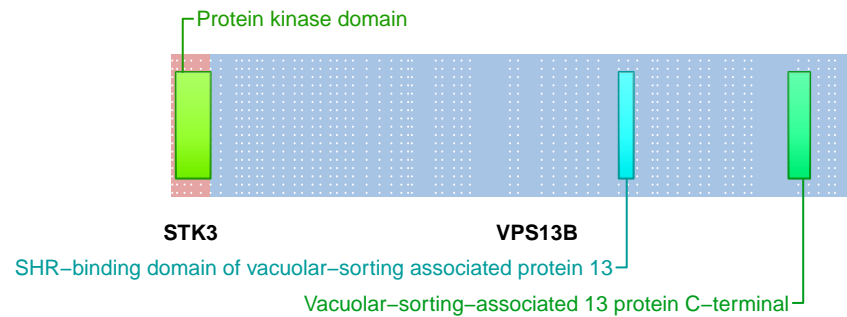 Protein kinase domain
STK3 VPS13B
SHR−binding domain of vacuolar−sorting associated protein 13
Vacuolar−sorting−associated 13 protein C−terminal